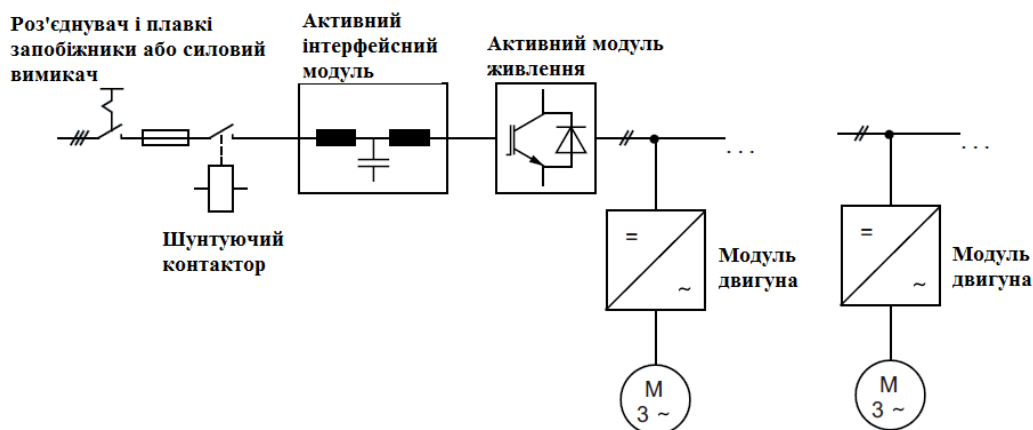 Роз'єднувач і плавкі
запобіжники або силовий
вимикач
Активний
інтерфейсний
модуль
Активний модуль
живлення
Шунтуючий
контактор
. . .
=
~
Модуль
двигуна
M
3 ~
. . .
=
~
Модуль
двигуна
M
3 ~